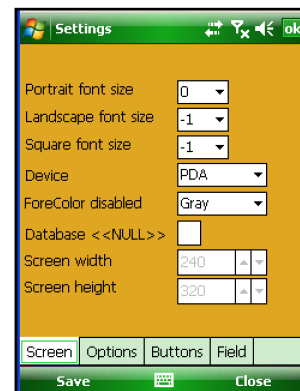 Settings ok
Portrait font size 0
Landscape font size -1
Square font size -1
Device PDA
ForeColor disabled Gray
Database <<NULL>>
Screen width 240
Screen height 320
Screen Options Buttons Field
Save Close